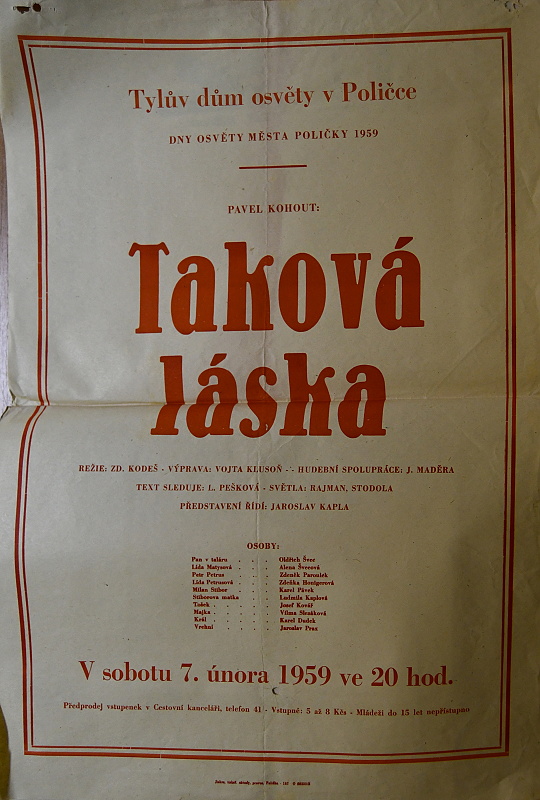 Tylův dům osvěty v Poličce
DNY OSVĚTY MĚSTA POLIČKY 1959
PAVEL KOHOUT:
Taková
láska
REŽIE: ZD. KODEŠ - VÝPRAVA: VOJTA KLUSOŇ - HUDEBNÍ SPOLUPRÁCE: J. MADĚRA
TEXT SLEDUJE: L. PEŠKOVÁ - SVĚTLA: RAJMAN, STODOLA
PŘEDSTAVENÍ ŘÍDÍ: JAROSLAV KAPLA
OSOBY:
Pan v taláru . . . Oldřich Švec
Lída Matysová . . . Alena Švecová
Petr Petrus . . . Zdeněk Paroulek
Lída Petrusová . . . Zdeňka Honigerová
Milan Stibor . . . Karel Pávek
Stiborova matka . . . Ludmila Kaplová
Tošek . . . . Josef Kovář
Majka . . . . Vilma Slezáková
Král . . . . Karel Dudek
Vrchní . . . . Jaroslav Prax
V sobotu 7. února 1959 ve 20 hod.
Předprodej vstupenek v Cestovní kanceláři, telefon 41 - Vstupné: 5 až 8 Kčs - Mládeži do 15 let nepřístupno